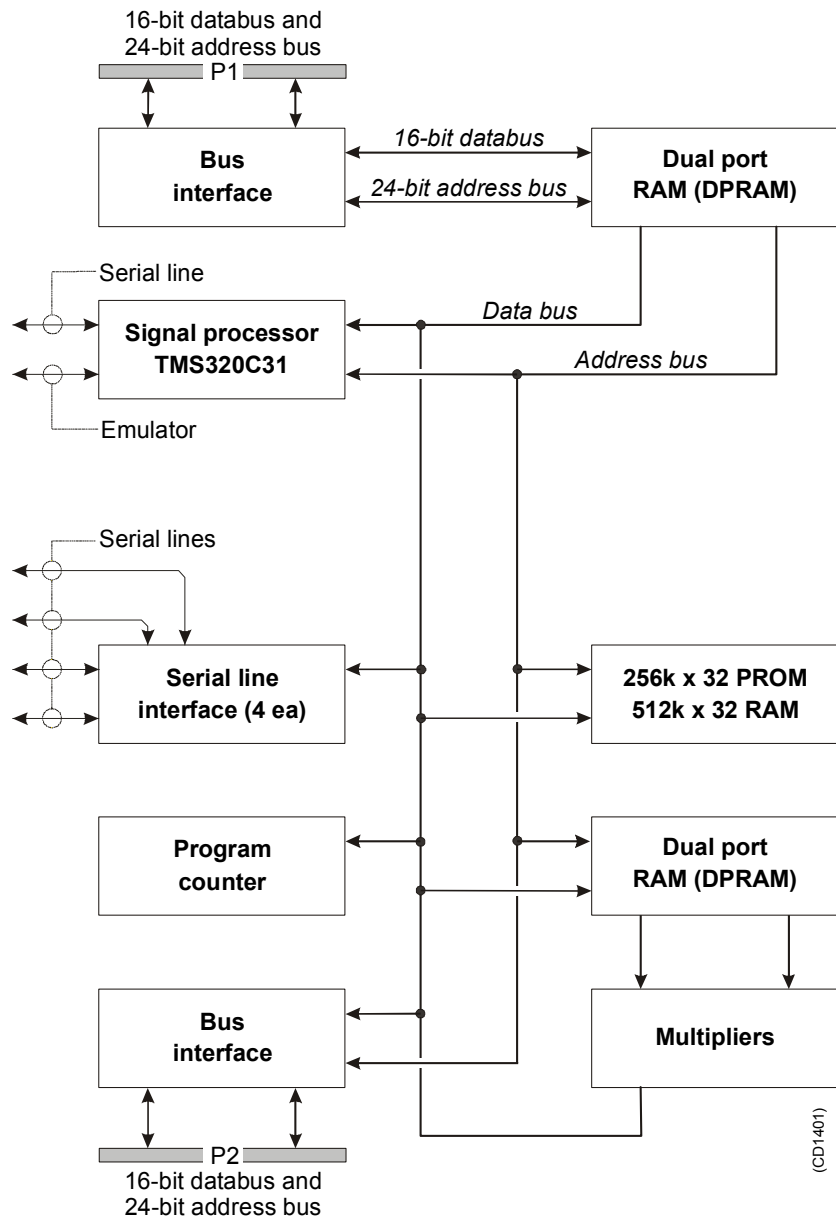 16-bit databus and
24-bit address bus
P1
Bus
interface
16-bit databus
24-bit address bus
Dual port
RAM (DPRAM)
Serial line
Signal processor
TMS320C31
Data bus
Address bus
Emulator
Serial lines
Serial line
interface (4 ea)
256k x 32 PROM
512k x 32 RAM
Program
counter
Dual port
RAM (DPRAM)
Bus
interface
Multipliers
P2
16-bit databus and
24-bit address bus
(CD1401)